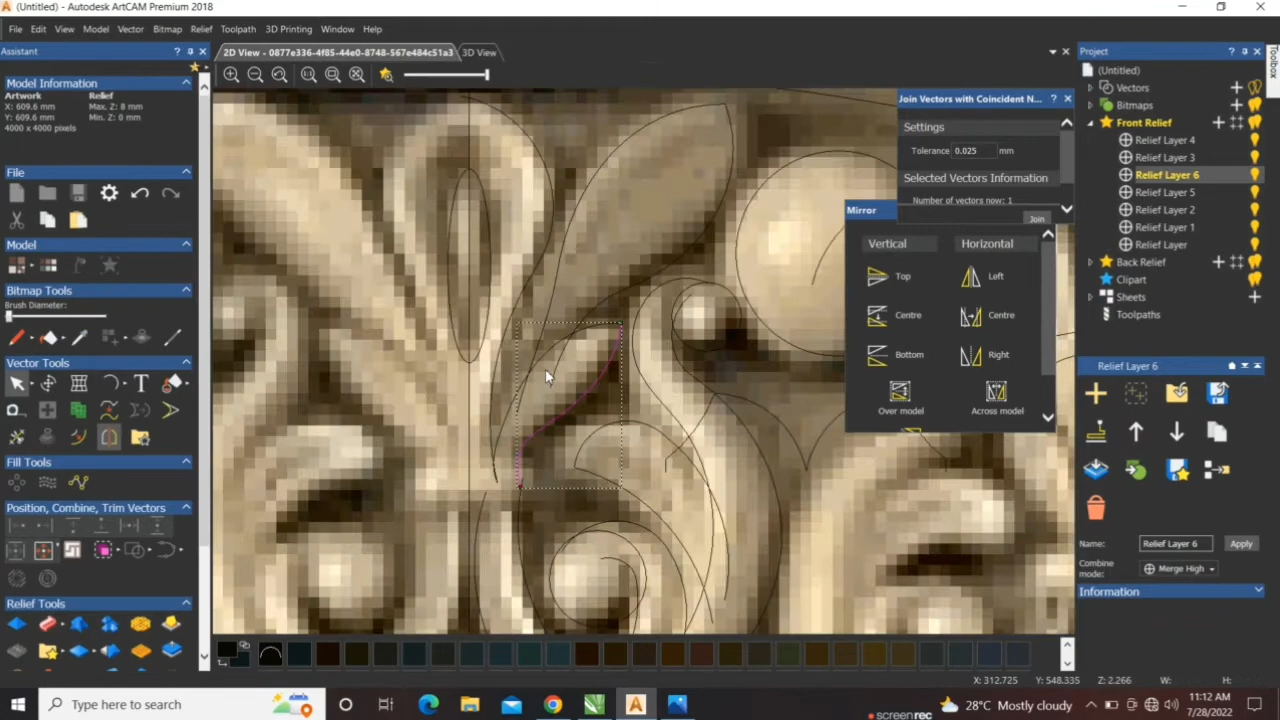 (Untitled) - Autodesk ArtCAM Premium 2018
File Edit View Model Vector Bitmap Relief Toolpath 3D Printing Window Help
Assistant
Model Information
Artwork Relief
X: 609.6 mm Max. Z: 8 mm
Y: 609.6 mm Min. Z: 0 mm
4000 x 4000 pixels
File
Model
Bitmap Tools
Brush Diameter:
Vector Tools
Fill Tools
Position, Combine, Trim Vectors
Relief Tools
2D View - 0877e336-4f85-44e0-8748-567e484c51a3 3D View
Join Vectors with Coincident N... ?
Settings
Tolerance 0.025 mm
Selected Vectors Information
Number of vectors now: 1
Join
Mirror
Vertical Horizontal
Top Left
Centre Centre
Bottom Right
Over model Across model
Project
Toolbox
(Untitled)
Vectors
Bitmaps
Front Relief
Relief Layer 4
Relief Layer 3
Relief Layer 6
Relief Layer 5
Relief Layer 2
Relief Layer 1
Relief Layer
Back Relief
Clipart
Sheets
Toolpaths
Relief Layer 6
Name: Relief Layer 6 Apply
Combine mode: Merge High
Information
X: 312.725 Y: 548.335 Z: 2.266 W: H:
Type here to search
screenrec
28°C Mostly cloudy
11:12 AM
7/28/2022